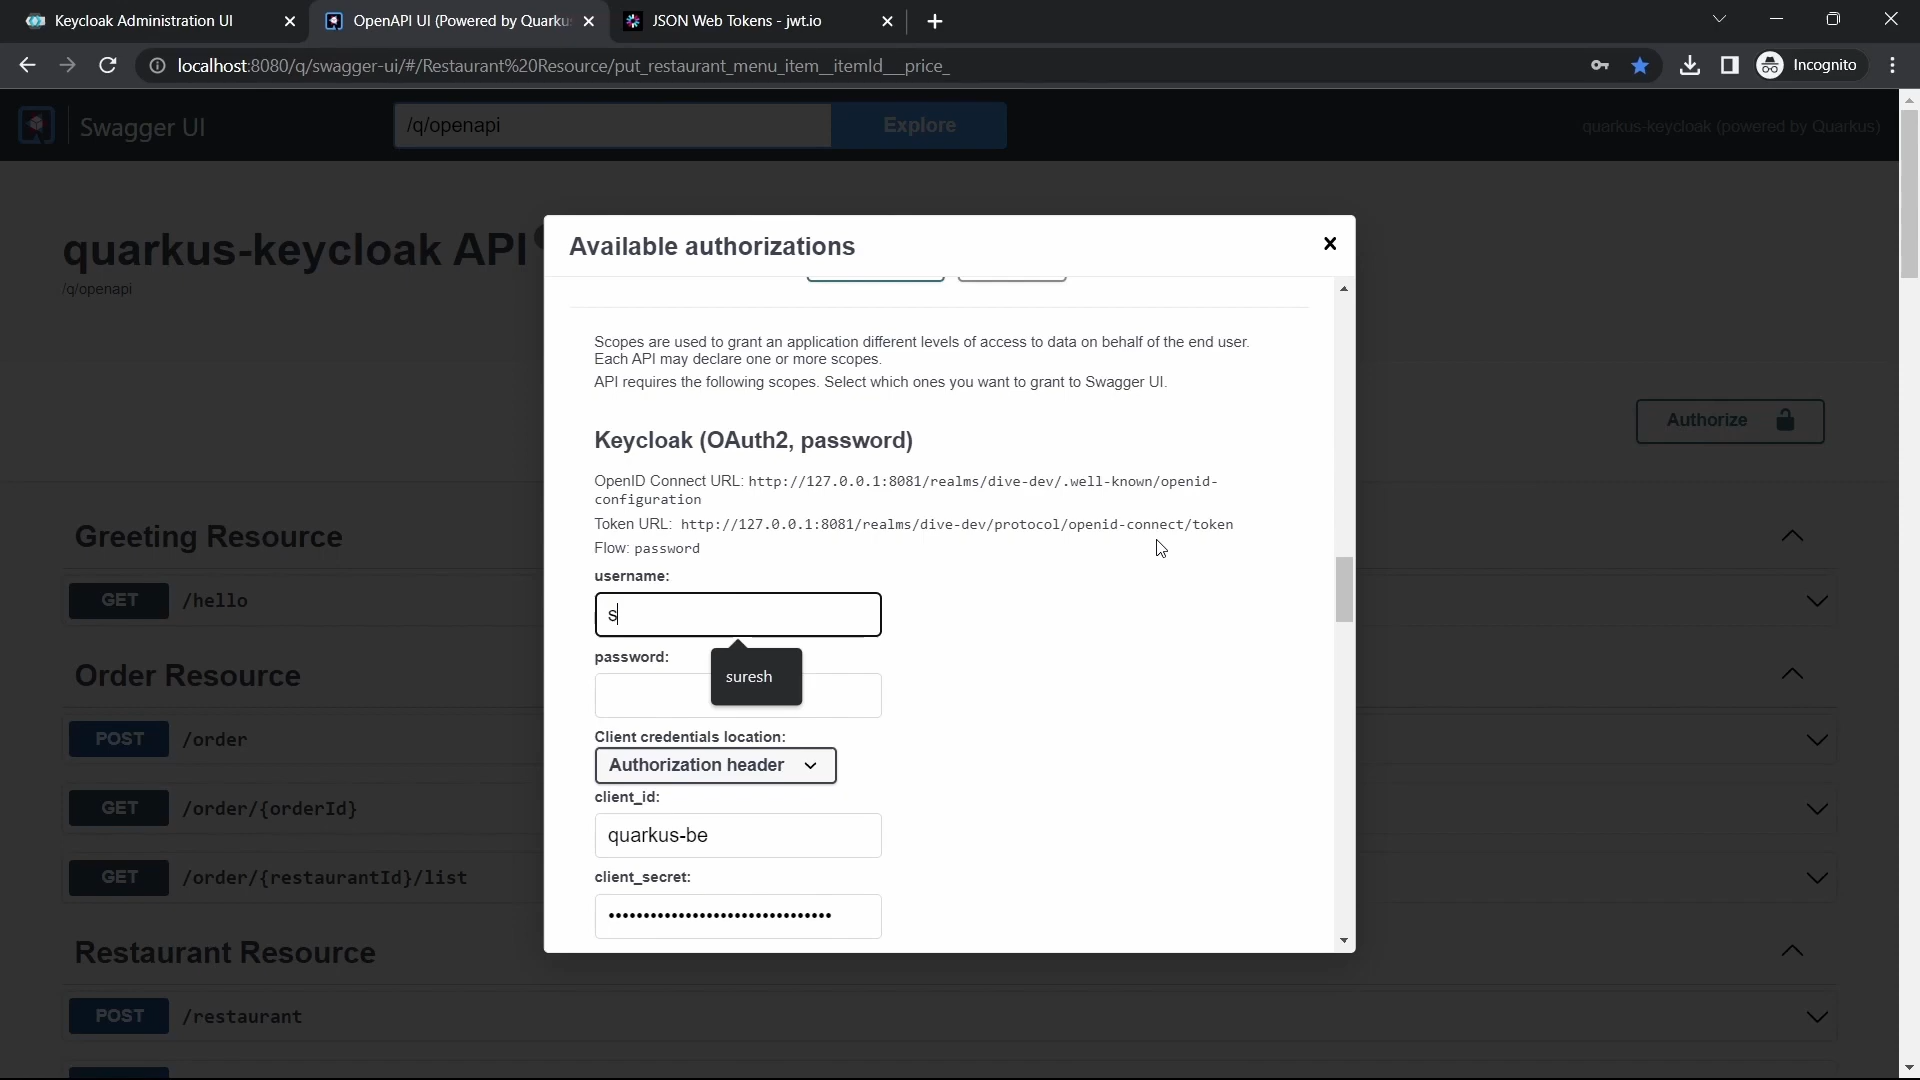 Keycloak Administration UI
OpenAPI UI (Powered by Quarkus
JSON Web Tokens - jwt.io
localhost:8080/q/swagger-ui/#/Restaurant%20Resource/put_restaurant_menu_item__itemId__price_
Incognito
Swagger UI
/q/openapi
Explore
quarkus-keycloak (powered by Quarkus)
quarkus-keycloak API
/q/openapi
Authorize
Available authorizations
Scopes are used to grant an application different levels of access to data on behalf of the end user.
Each API may declare one or more scopes.
API requires the following scopes. Select which ones you want to grant to Swagger UI.
Keycloak (OAuth2, password)
OpenID Connect URL: http://127.0.0.1:8081/realms/dive-dev/.well-known/openid-
configuration
Token URL: http://127.0.0.1:8081/realms/dive-dev/protocol/openid-connect/token
Flow: password
username:
s
suresh
password:
Client credentials location:
Authorization header
client_id:
quarkus-be
client_secret:
Greeting Resource
GET /hello
Order Resource
POST /order
GET /order/{orderId}
GET /order/{restaurantId}/list
Restaurant Resource
POST /restaurant